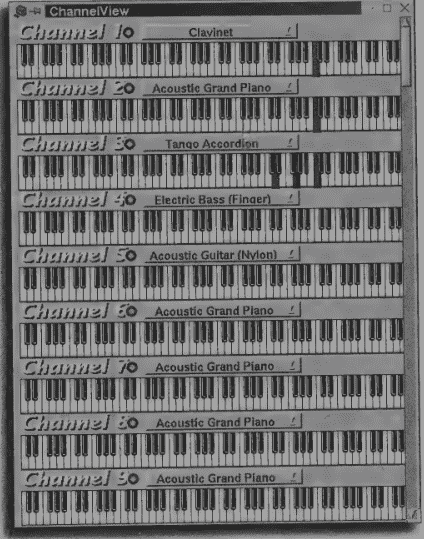 ChannelView
Channel 1 Clavinet
Channel 2 Acoustic Grand Piano
Channel 3 Tango Accordion
Channel 4 Electric Bass (Finger)
Channel 5 Acoustic Guitar (Nylon)
Channel 6 Acoustic Grand Piano
Channel 7 Acoustic Grand Piano
Channel 8 Acoustic Grand Piano
Channel 9 Acoustic Grand Piano